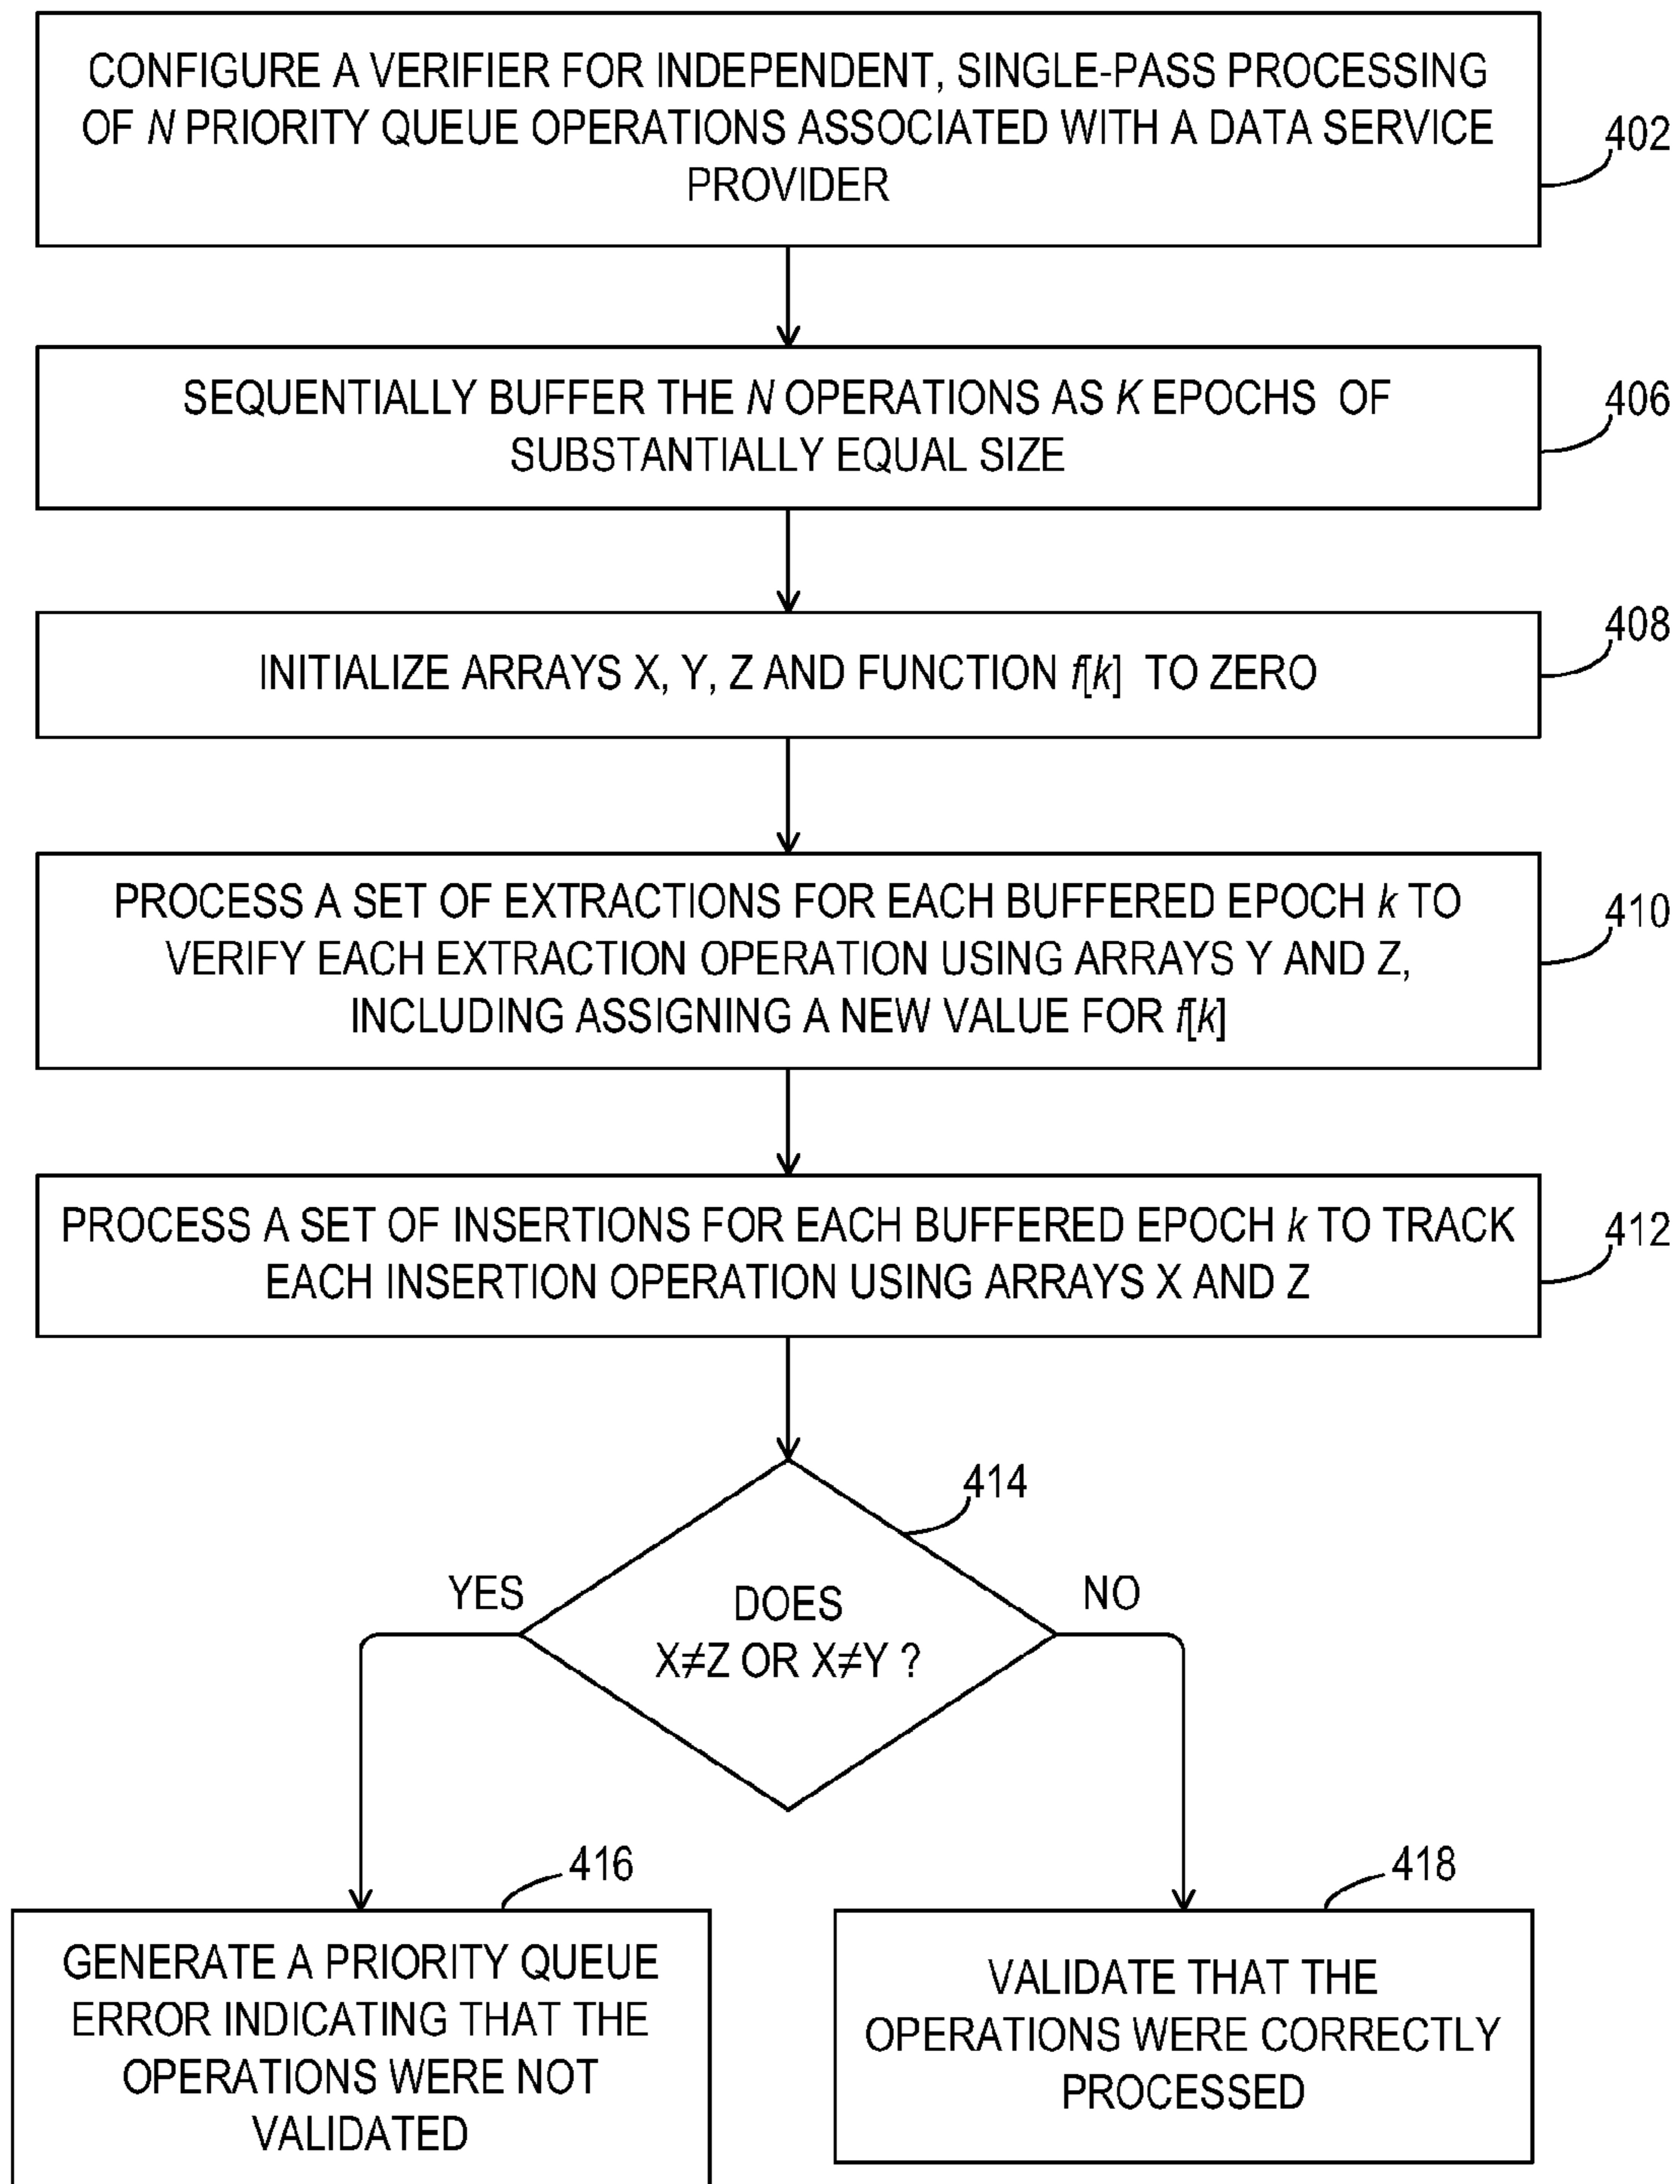 CONFIGURE A VERIFIER FOR INDEPENDENT, SINGLE-PASS PROCESSING
OF N PRIORITY QUEUE OPERATIONS ASSOCIATED WITH A DATA SERVICE
PROVIDER
402
SEQUENTIALLY BUFFER THE N OPERATIONS AS K EPOCHS OF
SUBSTANTIALLY EQUAL SIZE
406
INITIALIZE ARRAYS X, Y, Z AND FUNCTION f[k] TO ZERO
408
PROCESS A SET OF EXTRACTIONS FOR EACH BUFFERED EPOCH k TO
VERIFY EACH EXTRACTION OPERATION USING ARRAYS Y AND Z,
INCLUDING ASSIGNING A NEW VALUE FOR f[k]
410
PROCESS A SET OF INSERTIONS FOR EACH BUFFERED EPOCH k TO TRACK
EACH INSERTION OPERATION USING ARRAYS X AND Z
412
414
YES
DOES
X≠Z OR X≠Y ?
NO
416
GENERATE A PRIORITY QUEUE
ERROR INDICATING THAT THE
OPERATIONS WERE NOT
VALIDATED
418
VALIDATE THAT THE
OPERATIONS WERE CORRECTLY
PROCESSED